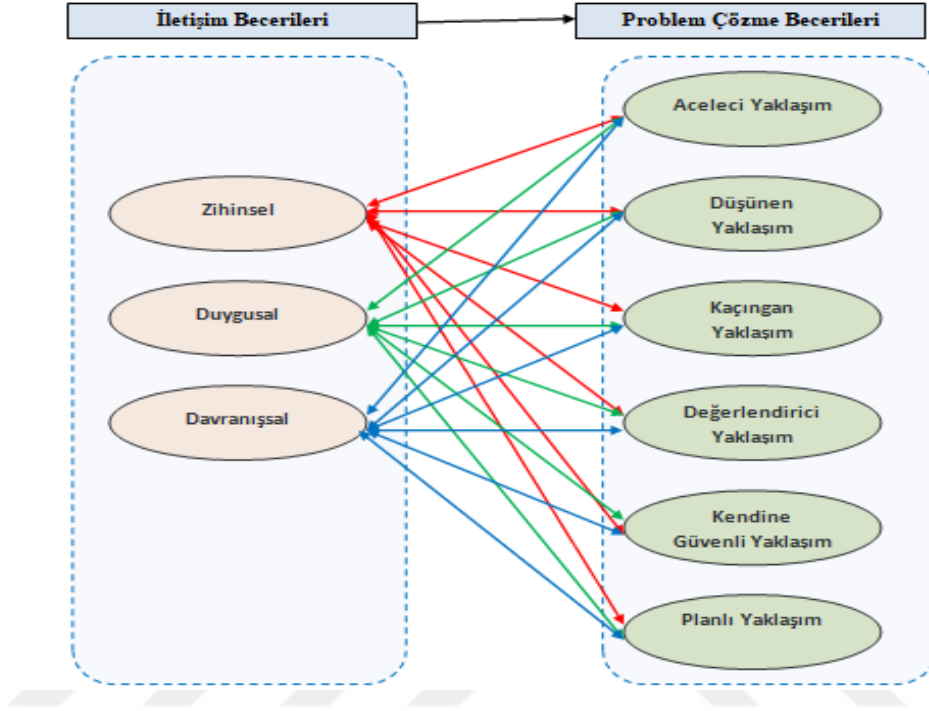 İletişim Becerileri
Problem Çözme Becerileri
Zihinsel
Duygusal
Davranışsal
Aceleci Yaklaşım
Düşünen
Yaklaşım
Kaçıngan
Yaklaşım
Değerlendirici
Yaklaşım
Kendine
Güvenli Yaklaşım
Planlı Yaklaşım